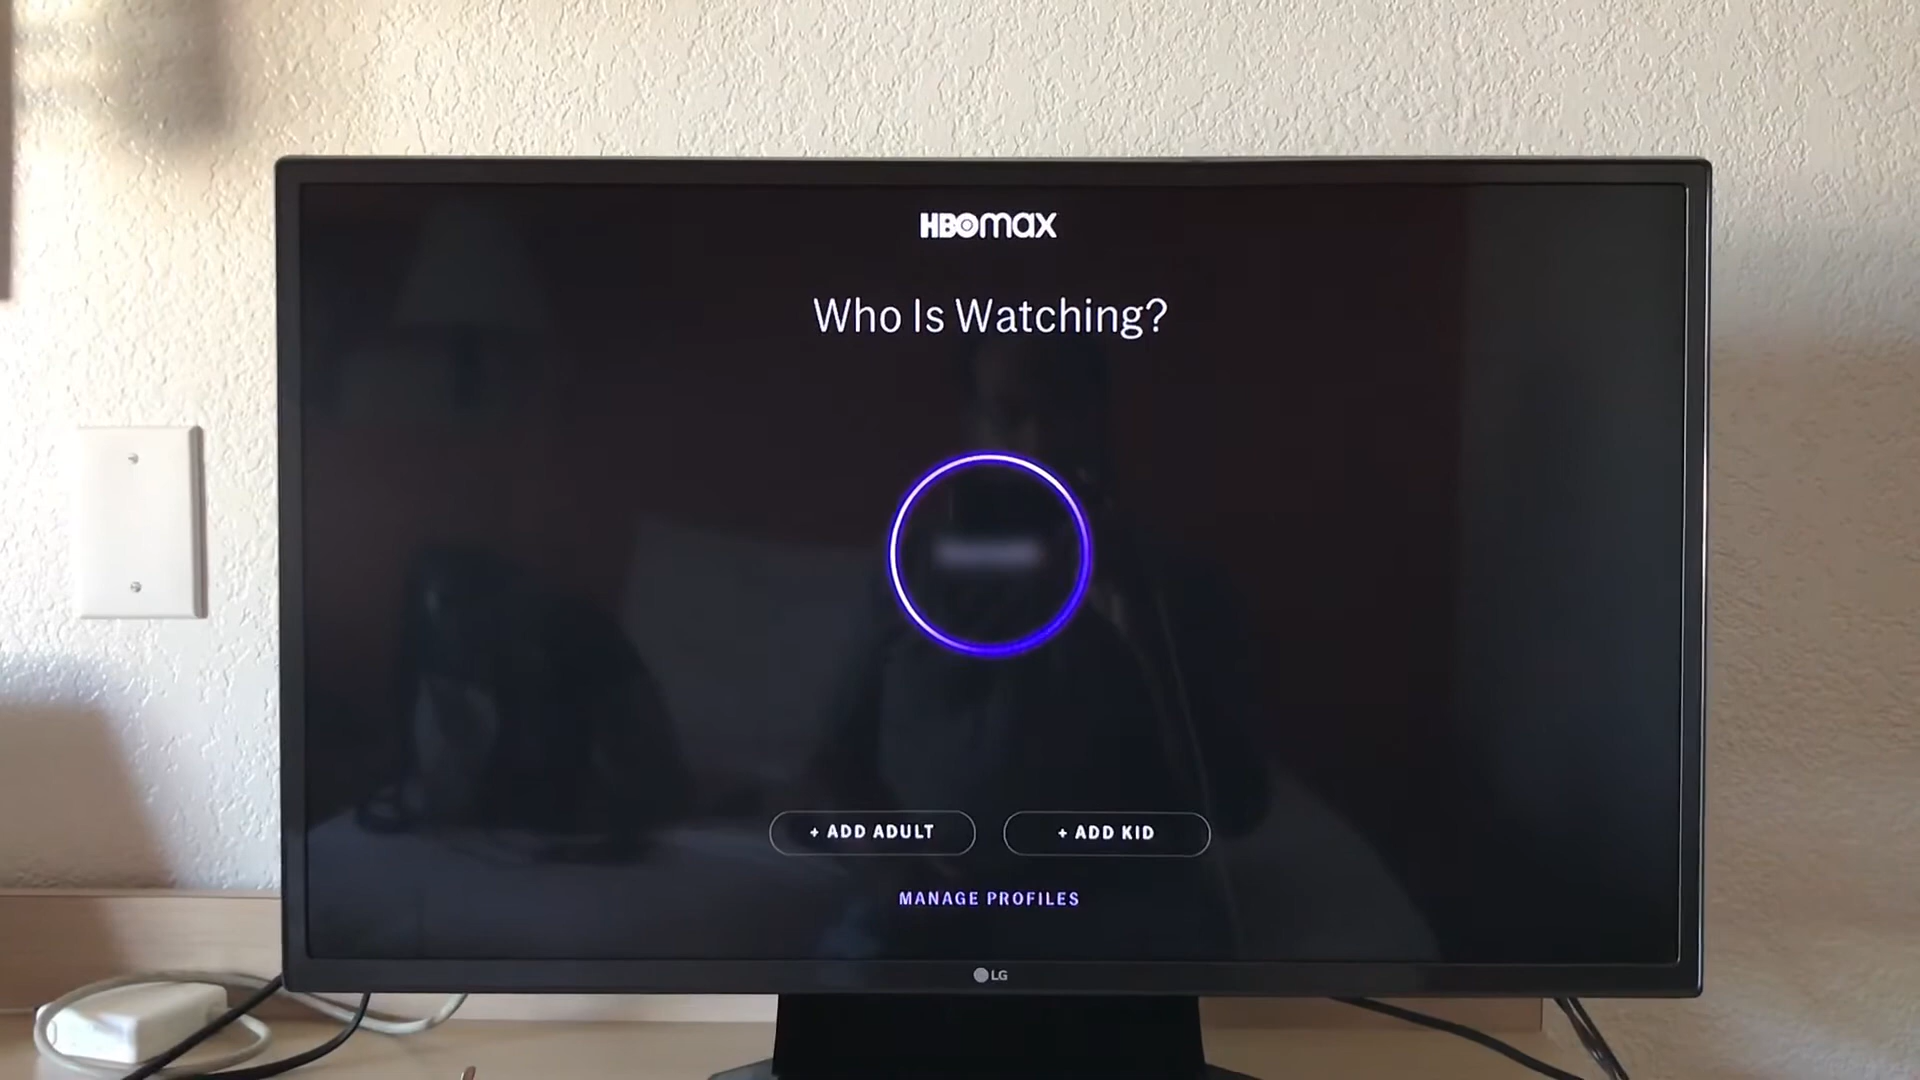 HBOmax
Who Is Watching?
+ ADD ADULT
+ ADD KID
MANAGE PROFILES
LG